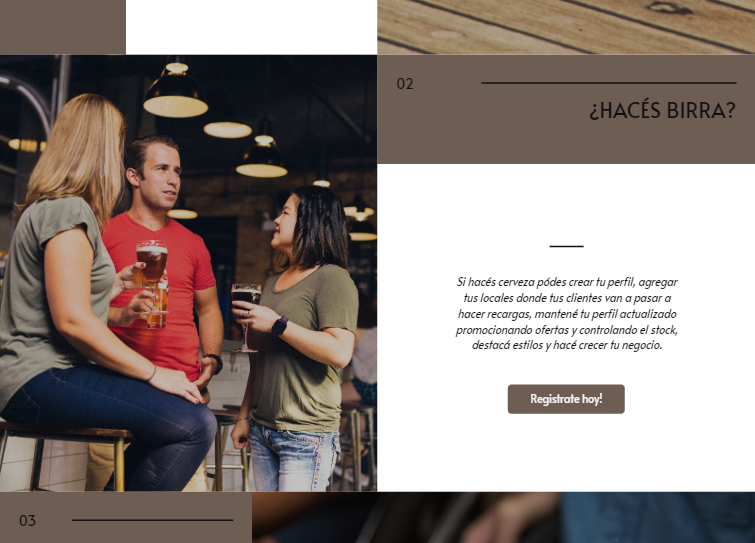 02
¿HACÉS BIRRA?
Si hacés cerveza pódes crear tu perfil, agregar
tus locales donde tus clientes van a pasar a
hacer recargas, mantené tu perfil actualizado
promocionando ofertas y controlando el stock,
destacá estilos y hacé crecer tu negocio.
Registrate hoy!
03